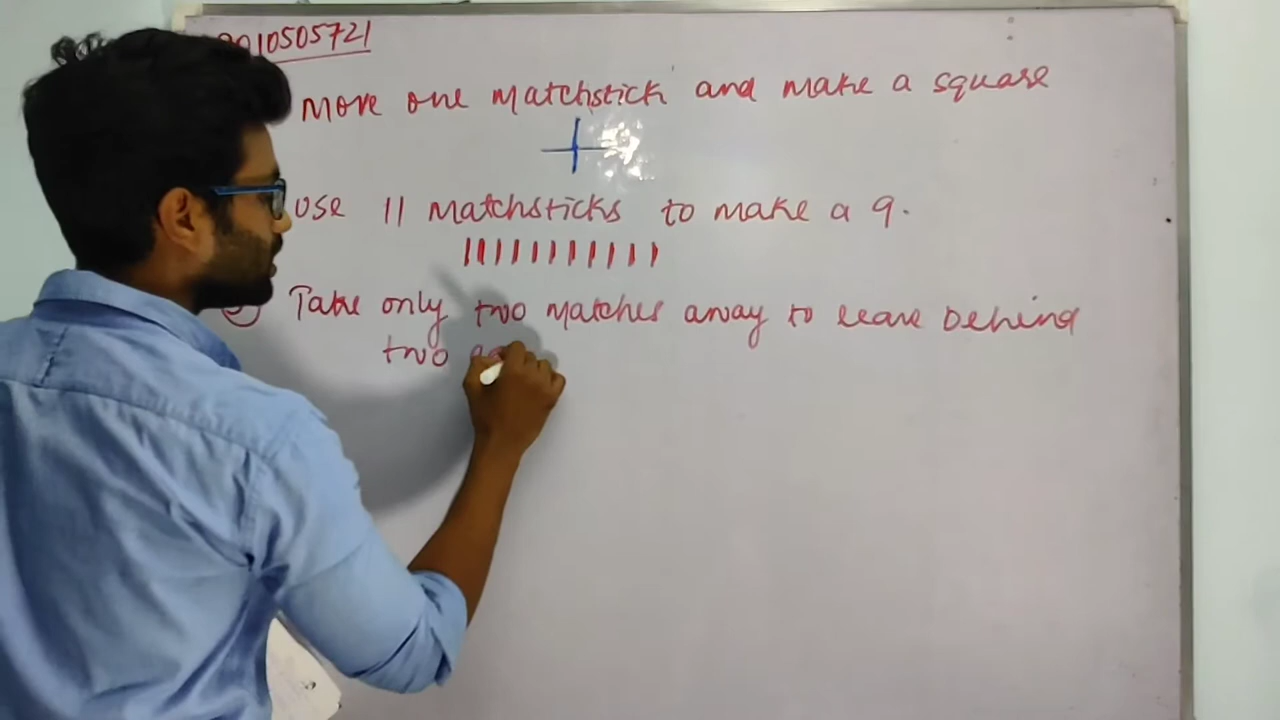 10505721
Move one Matchstick and make a square
Use 11 Matchsticks to make a 9.
Take only two Matches away to leave behind
two